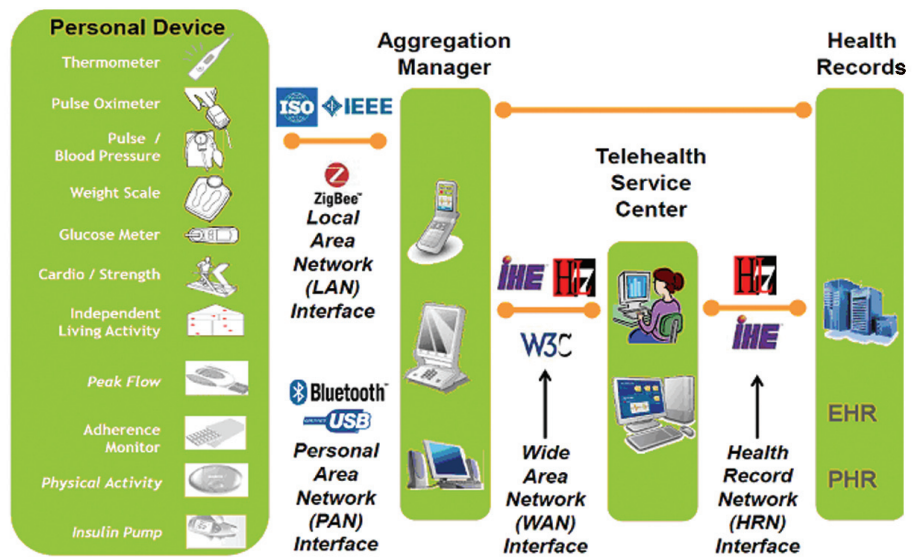 Personal Device
Thermometer
Pulse Oximeter
Pulse /
Blood Pressure
Weight Scale
Glucose Meter
Cardio / Strength
Independent
Living Activity
Peak Flow
Adherence
Monitor
Physical Activity
Insulin Pump
ISO
IEEE
ZigBee™
Local
Area
Network
(LAN)
Interface
Bluetooth™
USB
Personal
Area
Network
(PAN)
Interface
Aggregation
Manager
IHE
HL7
W3C
Wide
Area
Network
(WAN)
Interface
Telehealth
Service
Center
HL7
IHE
Health
Record
Network
(HRN)
Interface
Health
Records
EHR
PHR